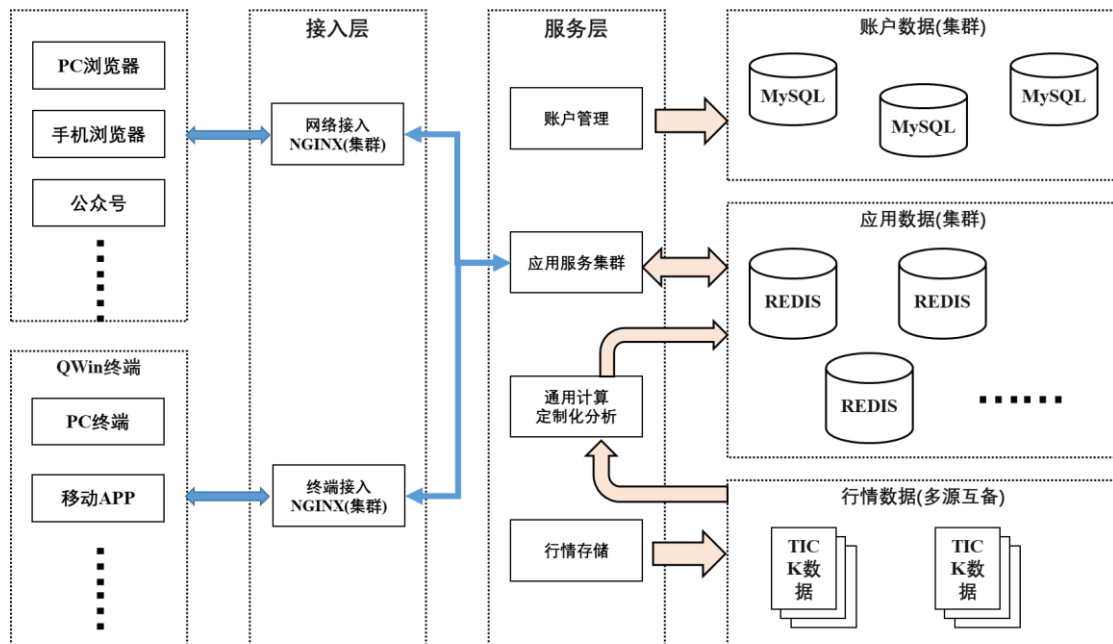 PC浏览器
手机浏览器
公众号
QWin终端
PC终端
移动APP
接入层
网络接入
NGINX(集群)
终端接入
NGINX(集群)
服务层
账户管理
应用服务集群
通用计算
定制化分析
行情存储
账户数据(集群)
MySQL
MySQL
MySQL
应用数据(集群)
REDIS
REDIS
REDIS
行情数据(多源互备)
TIC
K数
据
TIC
K数
据